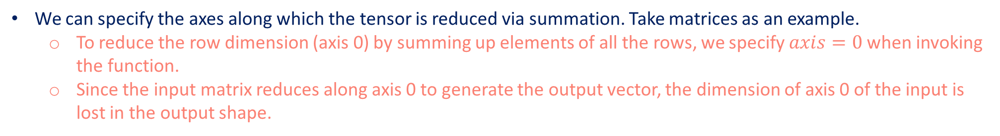 • We can specify the axes along which the tensor is reduced via summation. Take matrices as an example.
○ To reduce the row dimension (axis 0) by summing up elements of all the rows, we specify axis = 0 when invoking
the function.
○ Since the input matrix reduces along axis 0 to generate the output vector, the dimension of axis 0 of the input is
lost in the output shape.